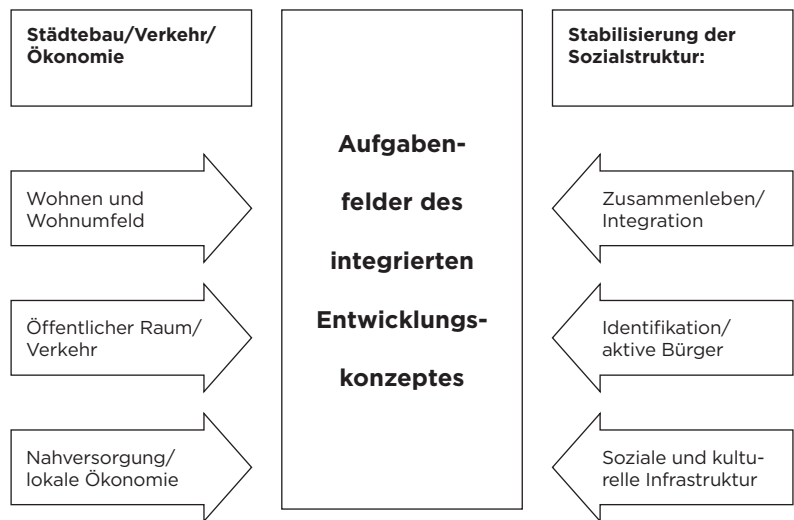 Städtebau/Verkehr/
Ökonomie
Wohnen und
Wohnumfeld
Öffentlicher Raum/
Verkehr
Nahversorgung/
lokale Ökonomie
Aufgaben-
felder des
integrierten
Entwicklungs-
konzeptes
Stabilisierung der
Sozialstruktur:
Zusammenleben/
Integration
Identifikation/
aktive Bürger
Soziale und kultu-
relle Infrastruktur